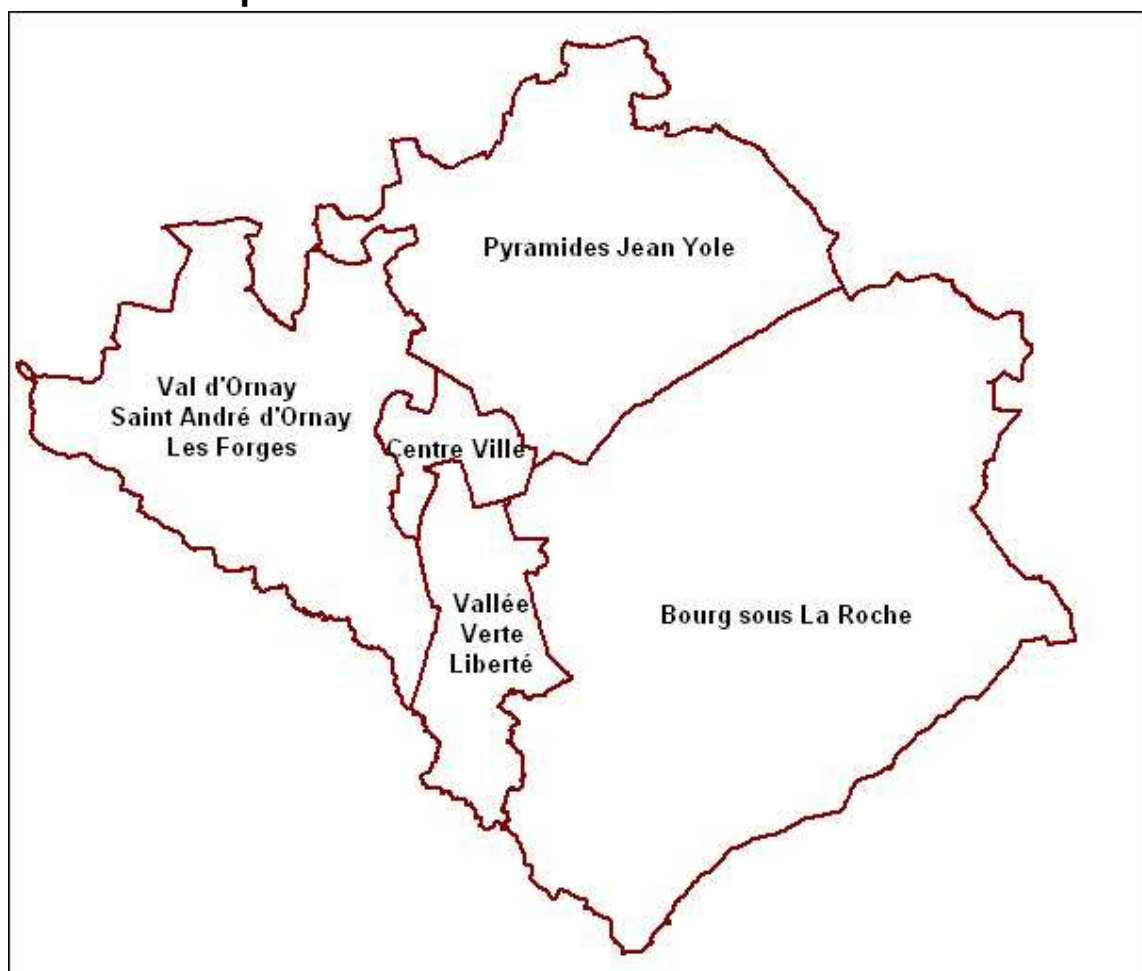 Pyramides Jean Yole
Val d'Ornay
Saint André d'Ornay
Les Forges
Centre Ville
Vallée
Verte
Liberté
Bourg sous La Roche